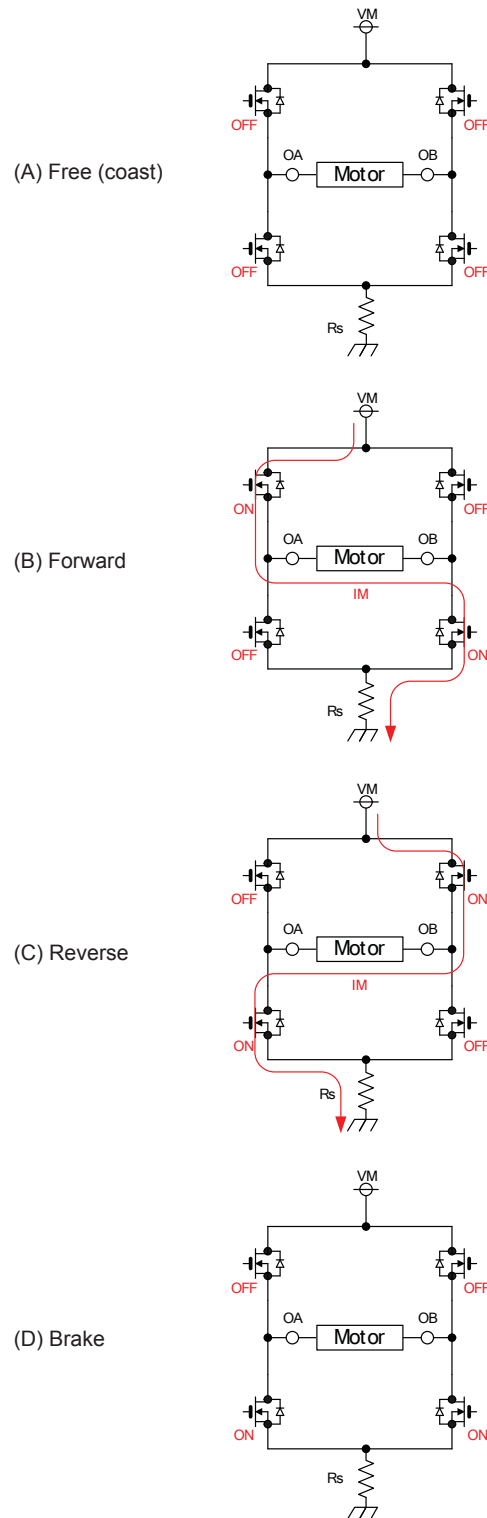 VM
OFF
OFF
OA
OB
(A) Free (coast)
Motor
OFF
OFF
Rs
VM
ON
OFF
OA
OB
(B) Forward
Motor
IM
OFF
ON
Rs
VM
OFF
ON
OA
OB
(C) Reverse
Motor
IM
ON
OFF
Rs
VM
OFF
OFF
OA
OB
(D) Brake
Motor
ON
ON
Rs